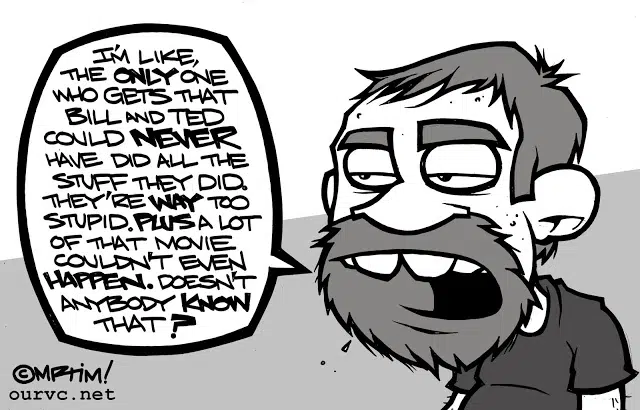 I'M LIKE,
THE ONLY ONE
WHO GETS THAT
BILL AND TED
COULD NEVER
HAVE DID ALL THE
STUFF THEY DID.
THEY'RE WAY TOO
STUPID. PLUS A LOT
OF THAT MOVIE
COULDN'T EVEN
HAPPEN. DOESN'T
ANYBODY KNOW
THAT?
©MRTIM!
ourvc.net